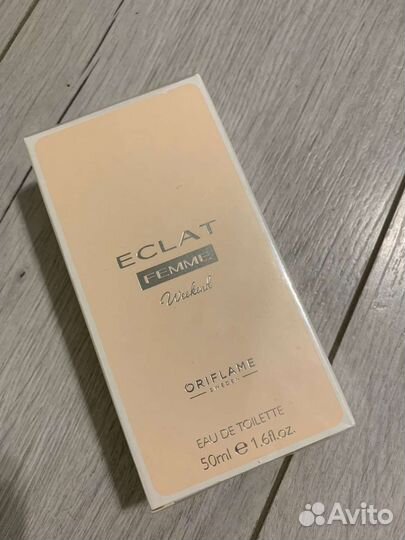 ECLAT
FEMME
Weekend
ORIFLAME
SWEDEN
EAU DE TOILETTE
50ml e 1.6fl.oz.
Avito